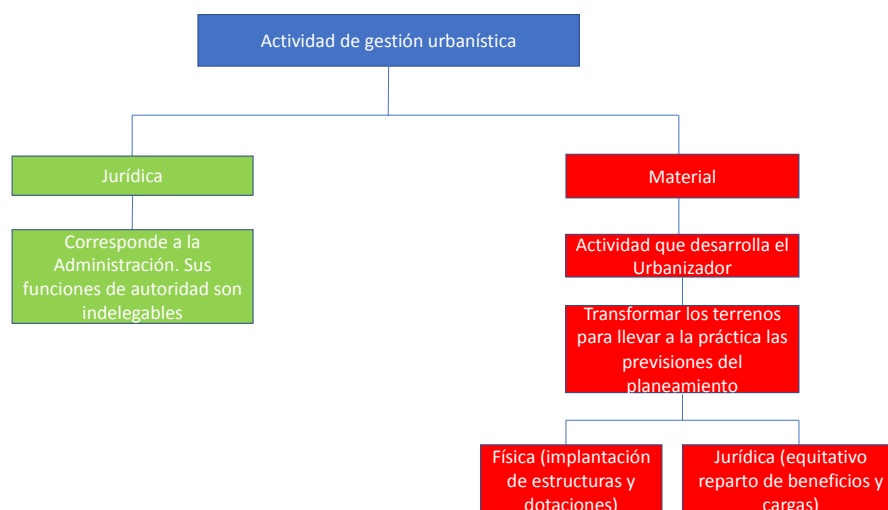 Actividad de gestión urbanística
Jurídica
Material
Corresponde a la
Administración. Sus
funciones de autoridad son
indelegables
Actividad que desarrolla el
Urbanizador
Transformar los terrenos
para llevar a la práctica las
previsiones del
planeamiento
Física (implantación
de estructuras y
dotaciones)
Jurídica (equitativo
reparto de beneficios y
cargas)